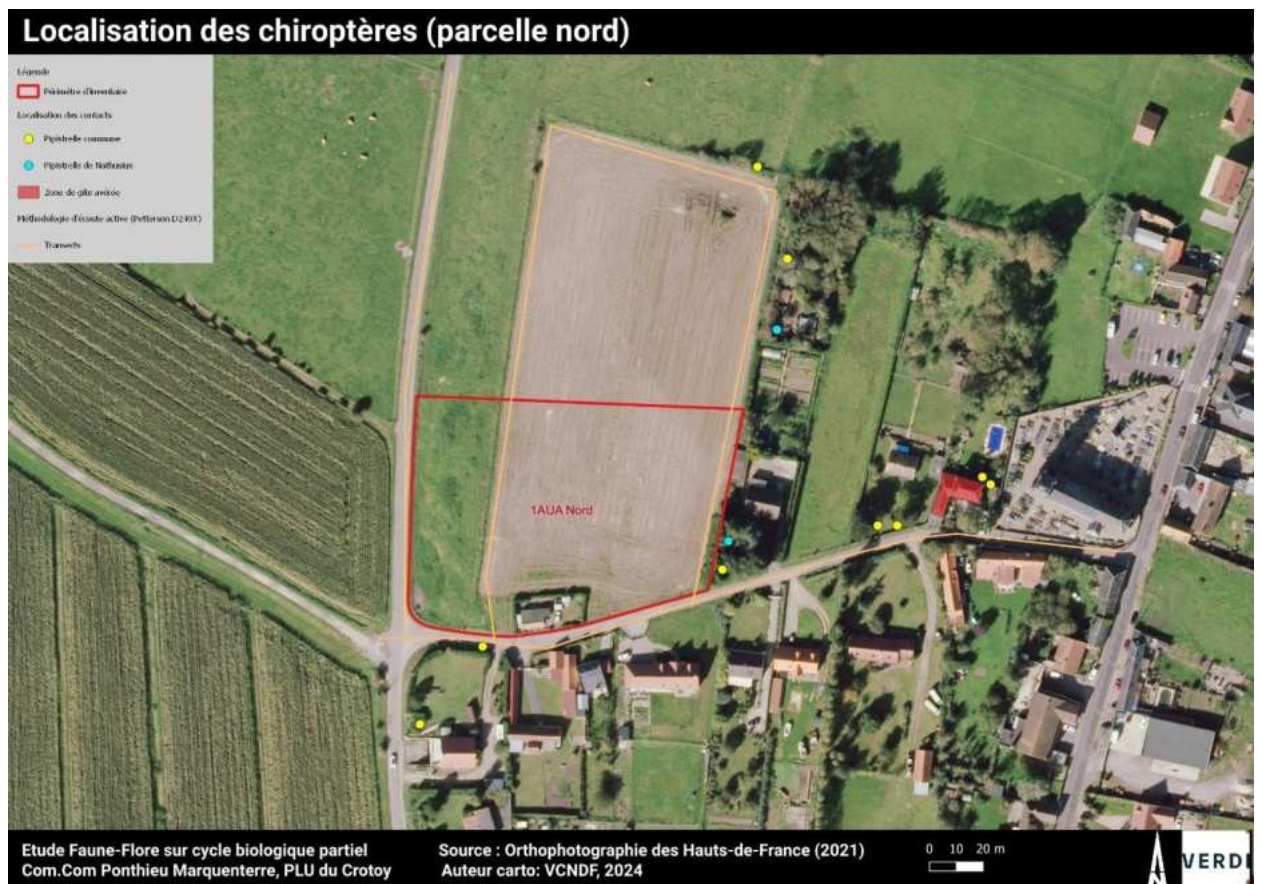 Localisation des chiroptères (parcelle nord)
Légende
Périmètre d'inventaire
Localisation des contacts
Pipistrelle commune
Pipistrelle de Nathusius
Zone de gîte avérée
Méthodologie d'écoute active (Petterson D240X)
Transects
1AUA Nord
Etude Faune-Flore sur cycle biologique partiel
Com.Com Ponthieu Marquenterre, PLU du Crotoy
Source : Orthophotographie des Hauts-de-France (2021)
Auteur carto: VCNDF, 2024
0 10 20 m
N
VERDI